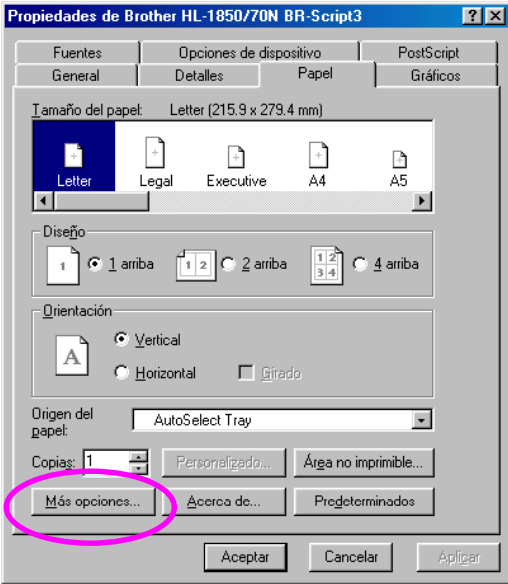 Propiedades de Brother HL-1850/70N BR-Script3
Fuentes Opciones de dispositivo PostScript
General Detalles Papel Gráficos
Tamaño del papel: Letter (215.9 x 279.4 mm)
Letter Legal Executive A4 A5
Diseño
1 1 arriba 1 2 2 arriba 1 2 3 4 4 arriba
Orientación
A Vertical
Horizontal Girado
Origen del papel: AutoSelect Tray
Copias: 1 Personalizado... Área no imprimible...
Más opciones... Acerca de... Predeterminados
Aceptar Cancelar Aplicar